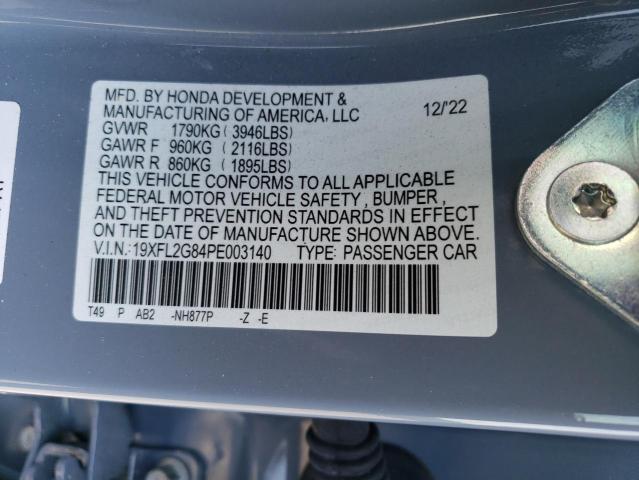 MFD. BY HONDA DEVELOPMENT &
MANUFACTURING OF AMERICA, LLC 12/'22
GVWR 1790KG (3946LBS)
GAWR F 960KG (2116LBS)
GAWR R 860KG (1895LBS)
THIS VEHICLE CONFORMS TO ALL APPLICABLE
FEDERAL MOTOR VEHICLE SAFETY, BUMPER,
AND THEFT PREVENTION STANDARDS IN EFFECT
ON THE DATE OF MANUFACTURE SHOWN ABOVE.
V.I.N.:19XFL2G84PE003140 TYPE: PASSENGER CAR
T49 P AB2 -NH877P -Z -E